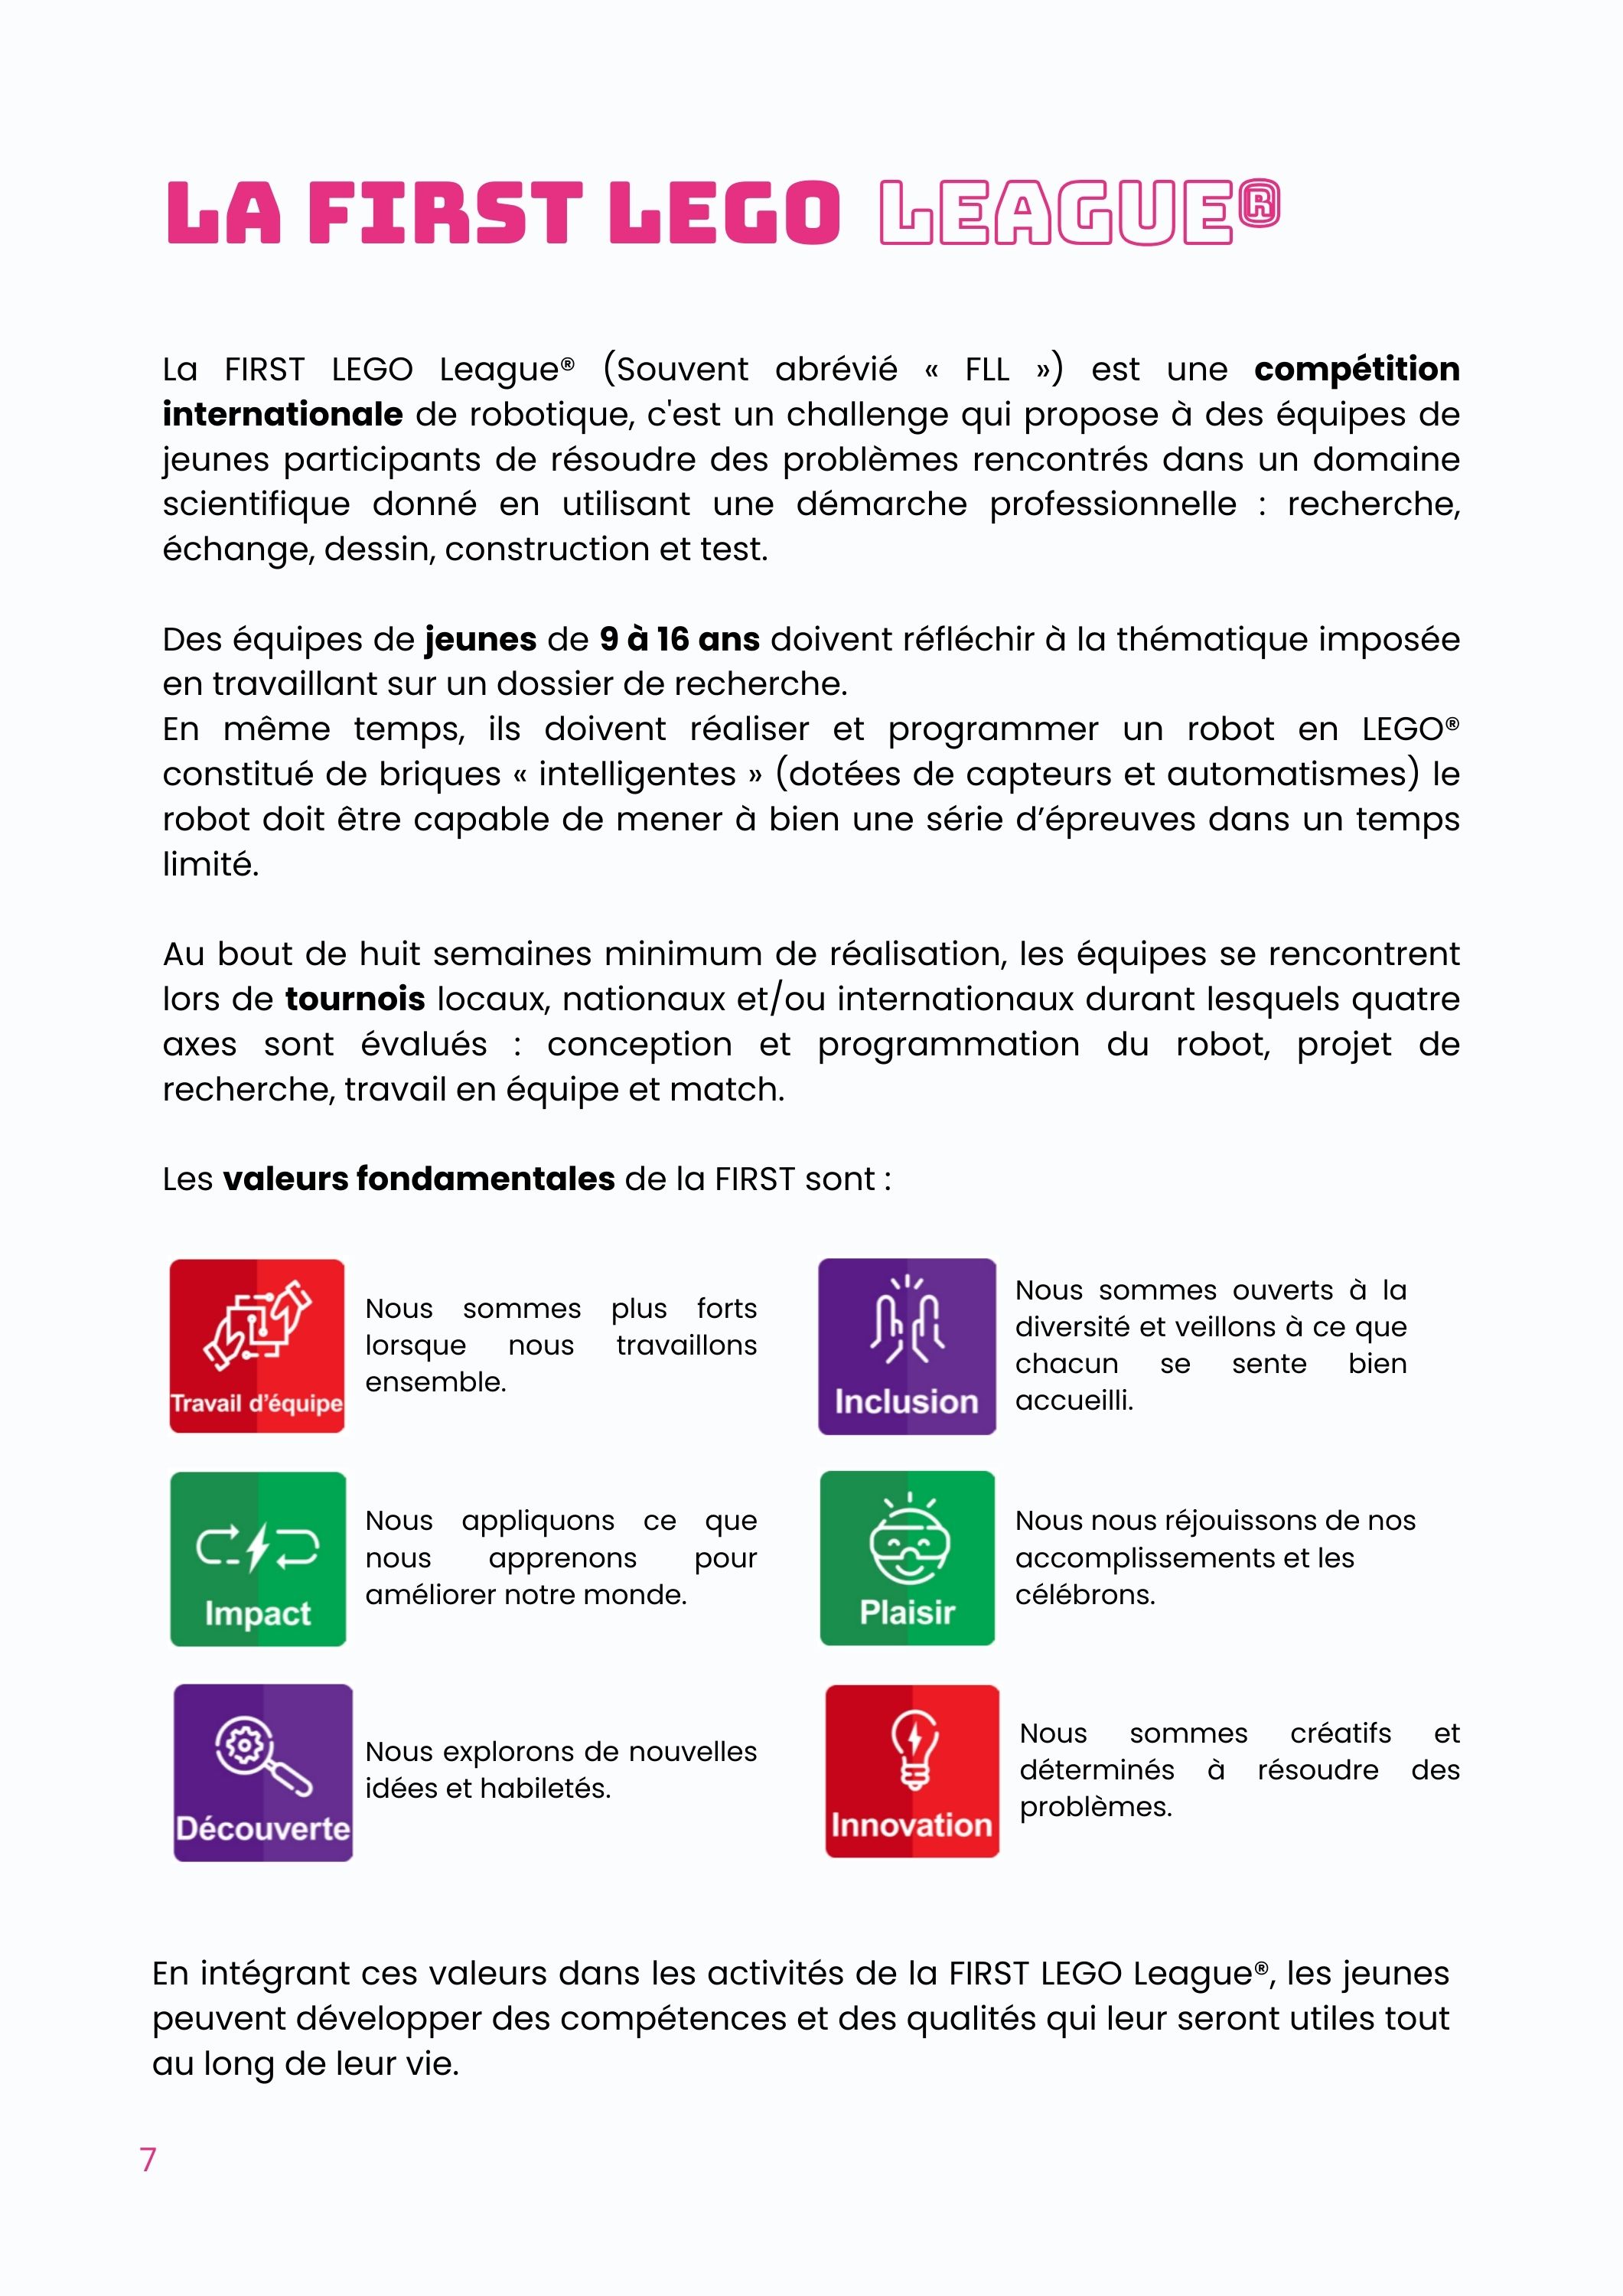 LA FIRST LEGO LEAGUE®
La FIRST LEGO League® (Souvent abrévié « FLL ») est une compétition
internationale de robotique, c'est un challenge qui propose à des équipes de
jeunes participants de résoudre des problèmes rencontrés dans un domaine
scientifique donné en utilisant une démarche professionnelle : recherche,
échange, dessin, construction et test.
Des équipes de jeunes de 9 à 16 ans doivent réfléchir à la thématique imposée
en travaillant sur un dossier de recherche.
En même temps, ils doivent réaliser et programmer un robot en LEGO®
constitué de briques « intelligentes » (dotées de capteurs et automatismes) le
robot doit être capable de mener à bien une série d’épreuves dans un temps
limité.
Au bout de huit semaines minimum de réalisation, les équipes se rencontrent
lors de tournois locaux, nationaux et/ou internationaux durant lesquels quatre
axes sont évalués : conception et programmation du robot, projet de
recherche, travail en équipe et match.
Les valeurs fondamentales de la FIRST sont :
Travail d’équipe
Nous sommes plus forts
lorsque nous travaillons
ensemble.
Inclusion
Nous sommes ouverts à la
diversité et veillons à ce que
chacun se sente bien
accueilli.
Impact
Nous appliquons ce que
nous apprenons pour
améliorer notre monde.
Plaisir
Nous nous réjouissons de nos
accomplissements et les
célébrons.
Découverte
Nous explorons de nouvelles
idées et habiletés.
Innovation
Nous sommes créatifs et
déterminés à résoudre des
problèmes.
En intégrant ces valeurs dans les activités de la FIRST LEGO League®, les jeunes
peuvent développer des compétences et des qualités qui leur seront utiles tout
au long de leur vie.
7